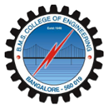 B.M.S. COLLEGE OF ENGINEERING
BANGALORE - 560 019